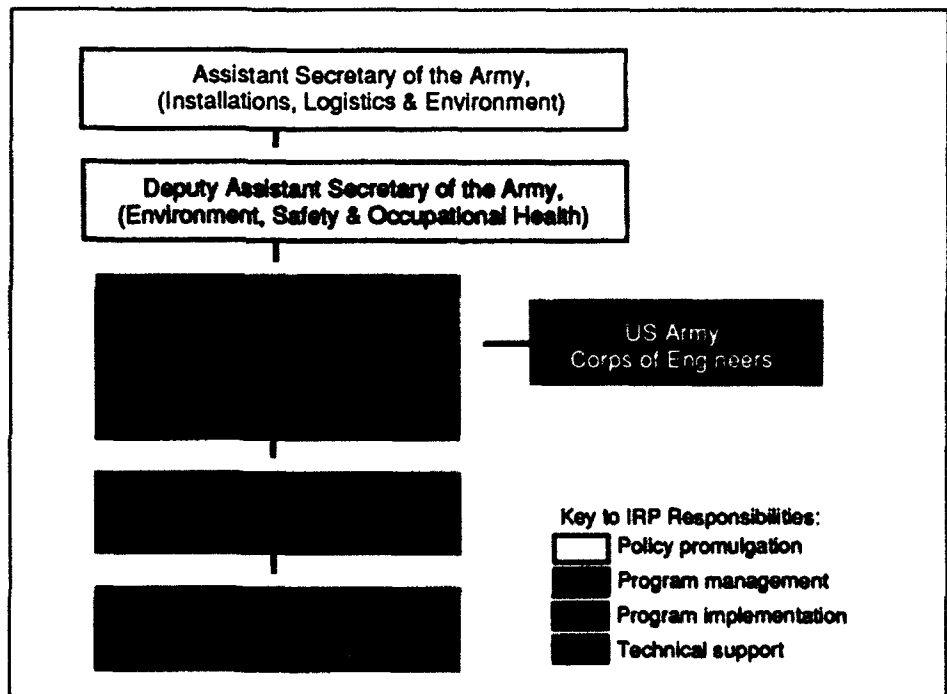 Assistant Secretary of the Army,
(Installations, Logistics & Environment)
Deputy Assistant Secretary of the Army,
(Environment, Safety & Occupational Health)
US Army
Corps of Engineers
Key to IRP Responsibilities:
Policy promulgation
Program management
Program implementation
Technical support